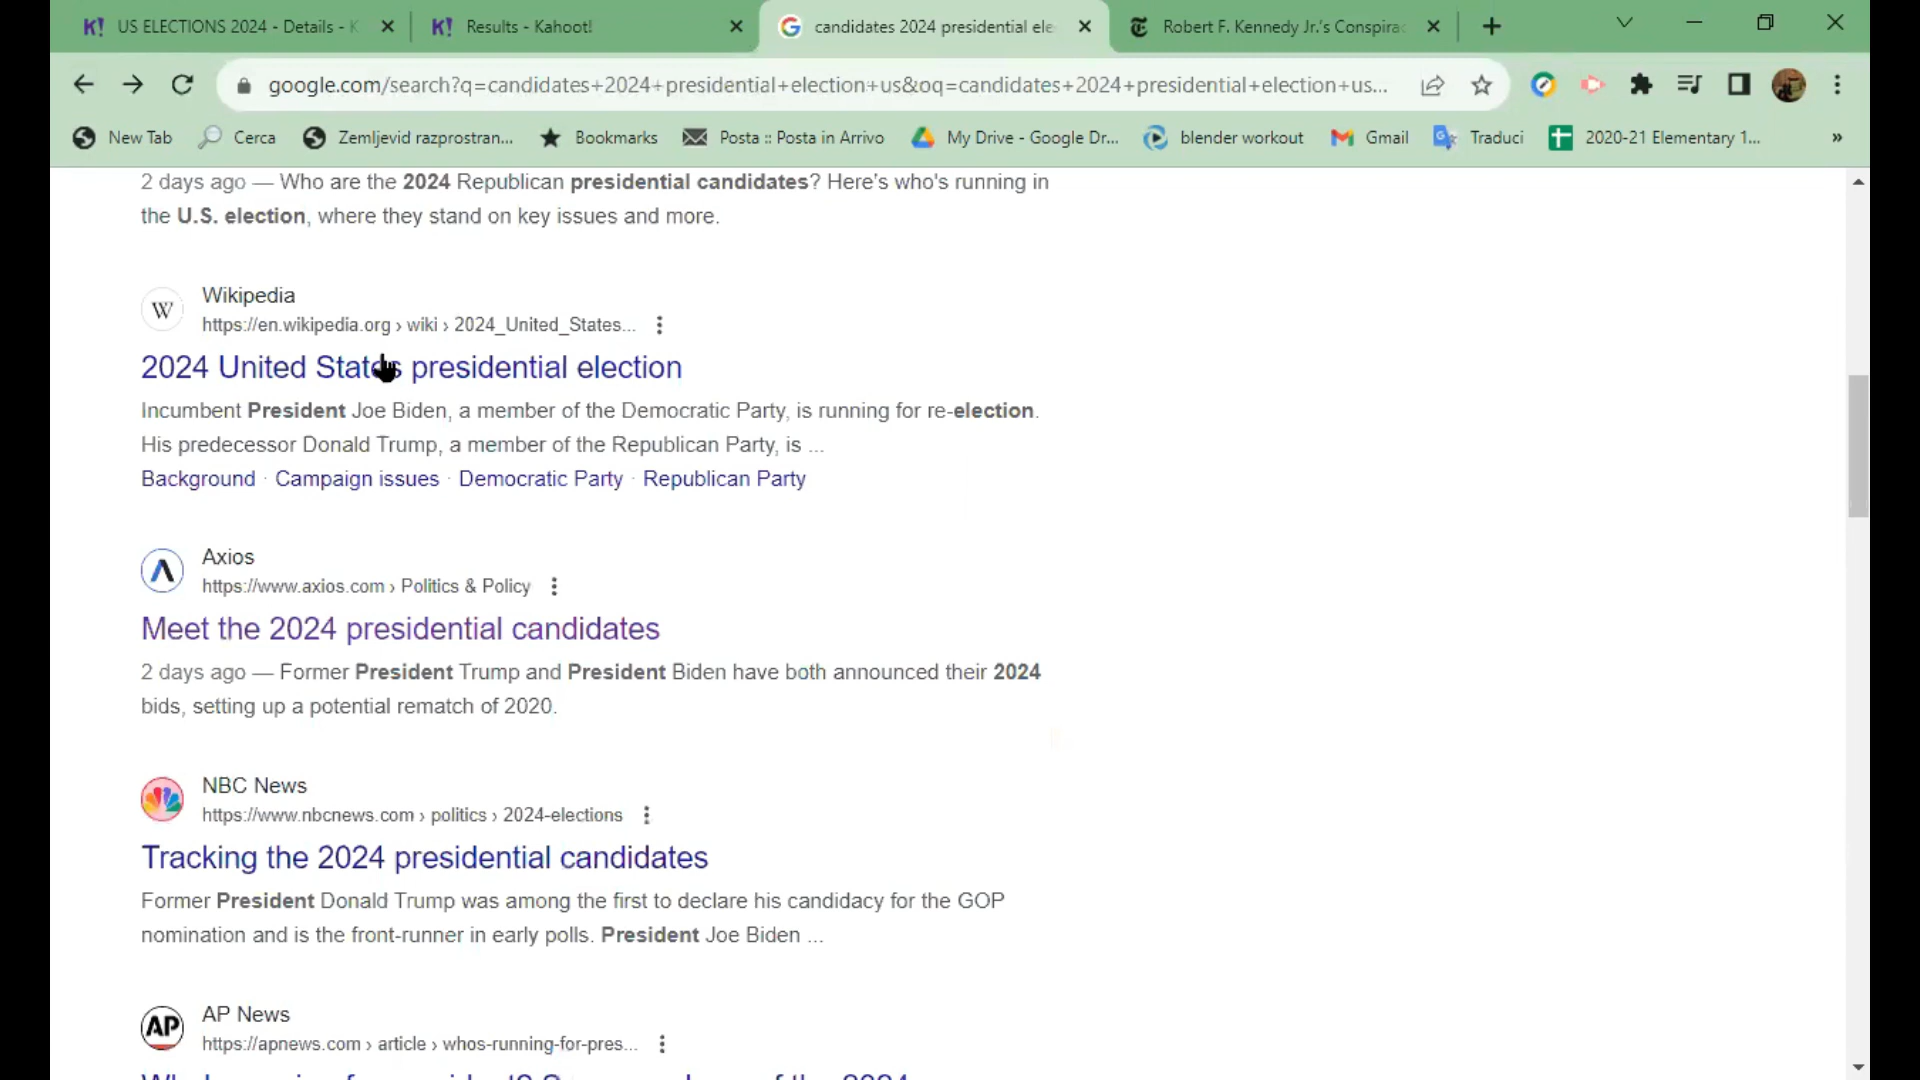 US ELECTIONS 2024 - Details - K
Results - Kahoot!
candidates 2024 presidential ele
Robert F. Kennedy Jr.'s Conspirac
google.com/search?q=candidates+2024+presidential+election+us&oq=candidates+2024+presidential+election+us...
New Tab
Cerca
Zemljevid razprostran...
Bookmarks
Posta :: Posta in Arrivo
My Drive - Google Dr...
blender workout
Gmail
Traduci
2020-21 Elementary 1...
»
2 days ago — Who are the 2024 Republican presidential candidates? Here's who's running in
the U.S. election, where they stand on key issues and more.
W
Wikipedia
https://en.wikipedia.org › wiki › 2024_United_States...
2024 United States presidential election
Incumbent President Joe Biden, a member of the Democratic Party, is running for re-election.
His predecessor Donald Trump, a member of the Republican Party, is ...
Background · Campaign issues · Democratic Party · Republican Party
Axios
https://www.axios.com › Politics & Policy
Meet the 2024 presidential candidates
2 days ago — Former President Trump and President Biden have both announced their 2024
bids, setting up a potential rematch of 2020.
NBC News
https://www.nbcnews.com › politics › 2024-elections
Tracking the 2024 presidential candidates
Former President Donald Trump was among the first to declare his candidacy for the GOP
nomination and is the front-runner in early polls. President Joe Biden ...
AP
AP News
https://apnews.com › article › whos-running-for-pres...